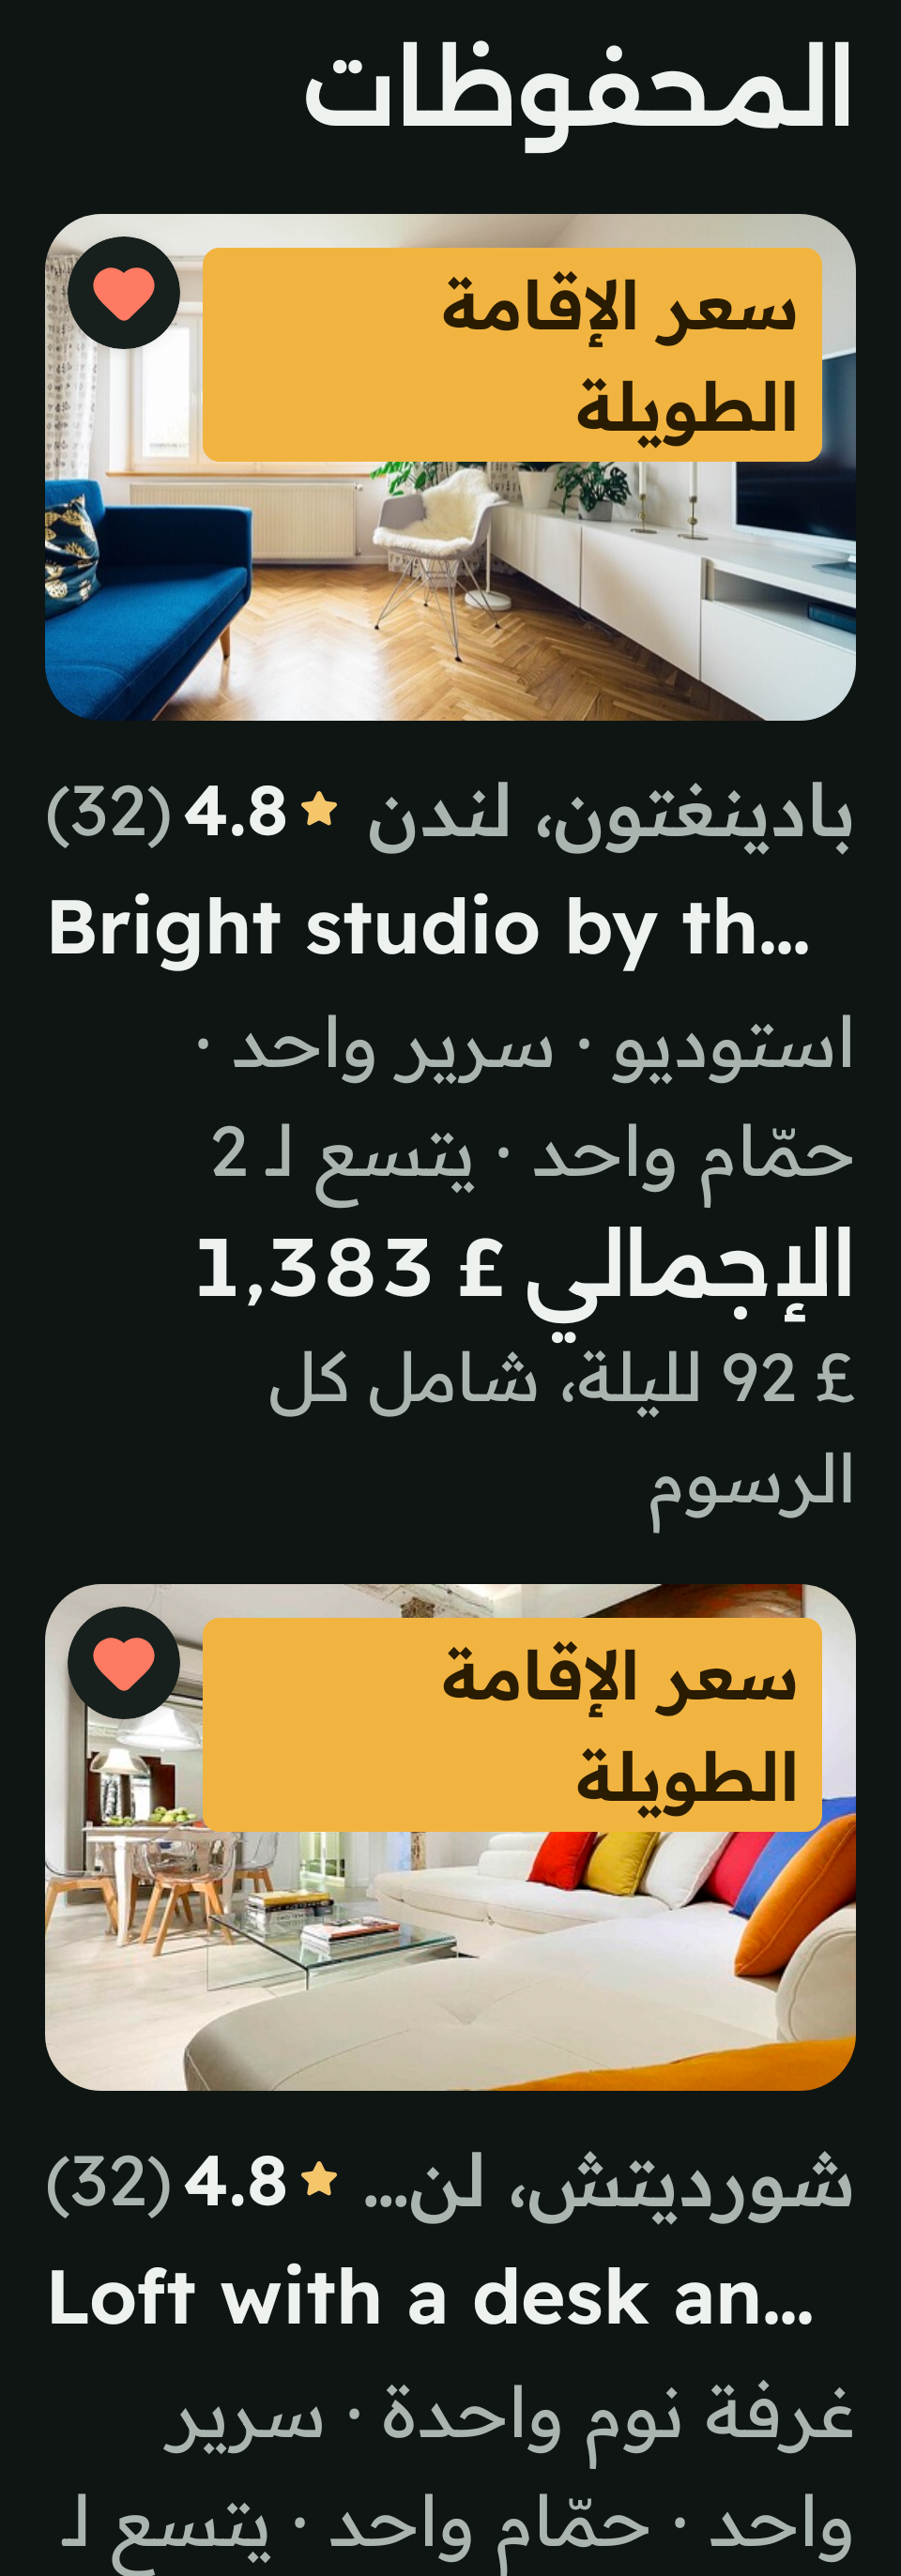 المحفوظات
سعر الإقامة
الطويلة
بادينغتون، لندن ★ 4.8 (32)
Bright studio by th...
استوديو · سرير واحد ·
حمّام واحد · يتسع لـ 2
الإجمالي £ 1,383
£ 92 لليلة، شامل كل
الرسوم
سعر الإقامة
الطويلة
شورديتش، لن... ★ 4.8 (32)
Loft with a desk an...
غرفة نوم واحدة · سرير
واحد · حمّام واحد · يتسع لـ